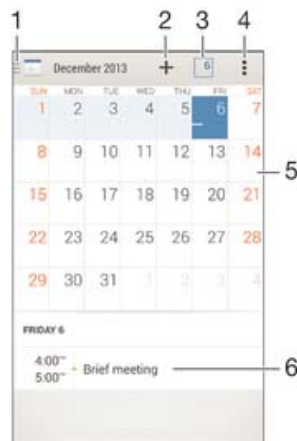 1 2 3 4
December 2013 6
SUN MON TUE WED THU FRI SAT
1 2 3 4 5 6 7
8 9 10 11 12 13 14
5
15 16 17 18 19 20 21
22 23 24 25 26 27 28
29 30 31 1 2 3 4
FRIDAY 6
4:00PM
Brief meeting 6
5:00PM